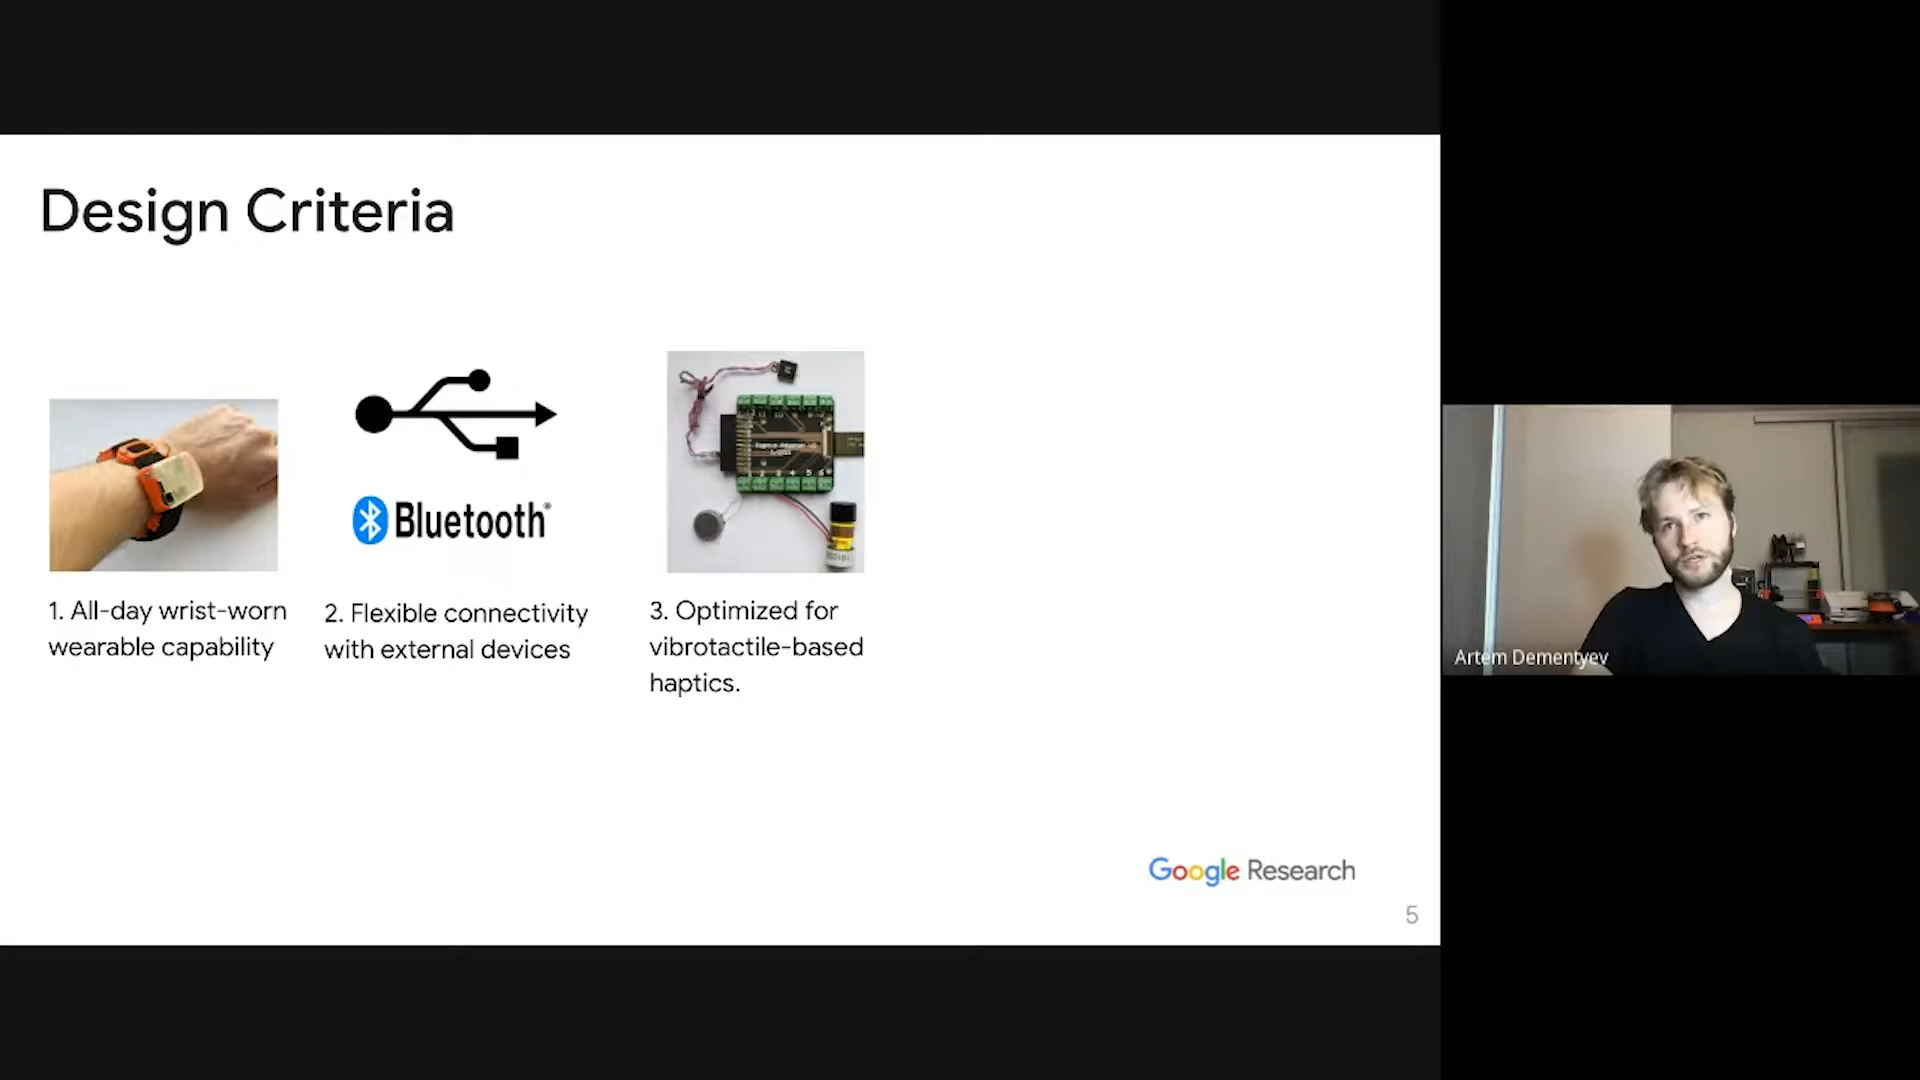 Design Criteria
Bluetooth®
1. All-day wrist-worn
wearable capability
2. Flexible connectivity
with external devices
3. Optimized for
vibrotactile-based
haptics.
Google Research
5
Artem Dementyev